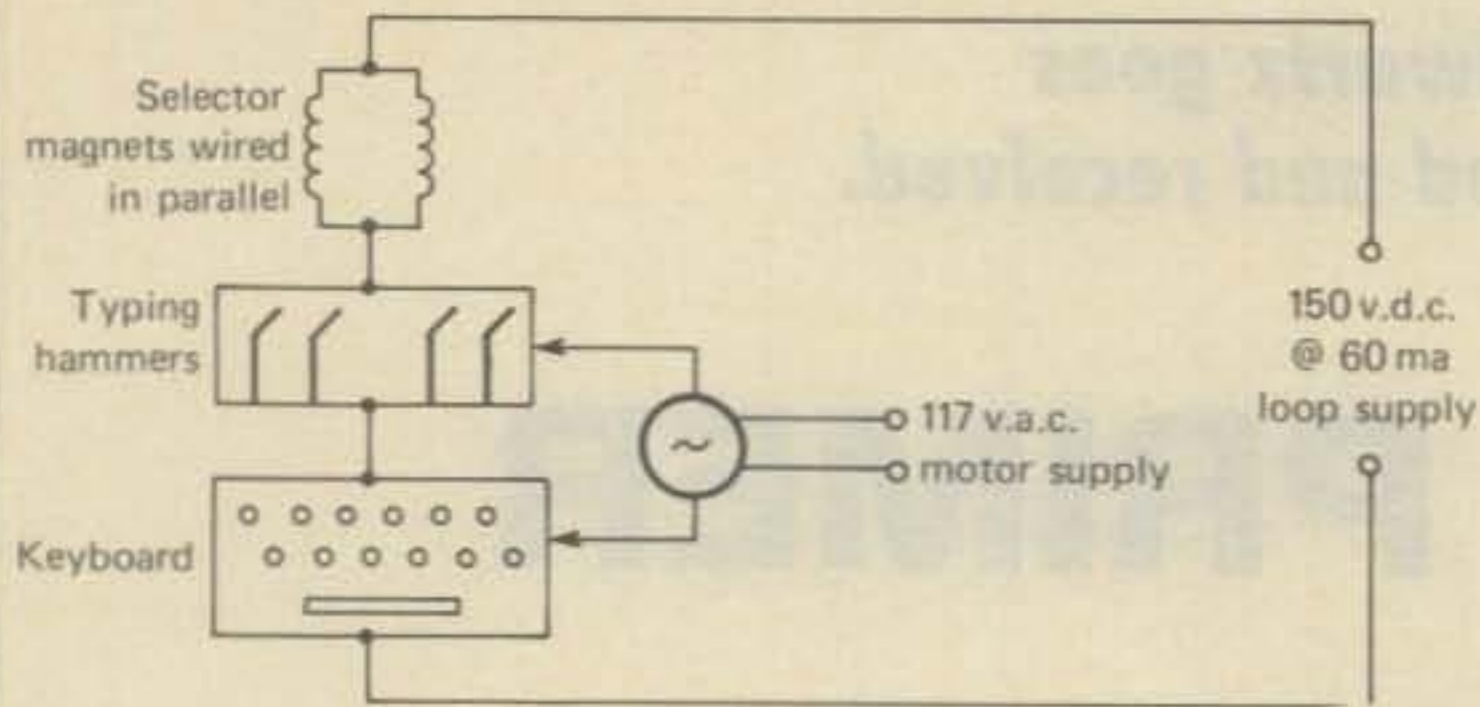 Selector
magnets wired
in parallel
Typing
hammers
Keyboard
117 v.a.c.
motor supply
150 v.d.c.
@ 60 ma
loop supply